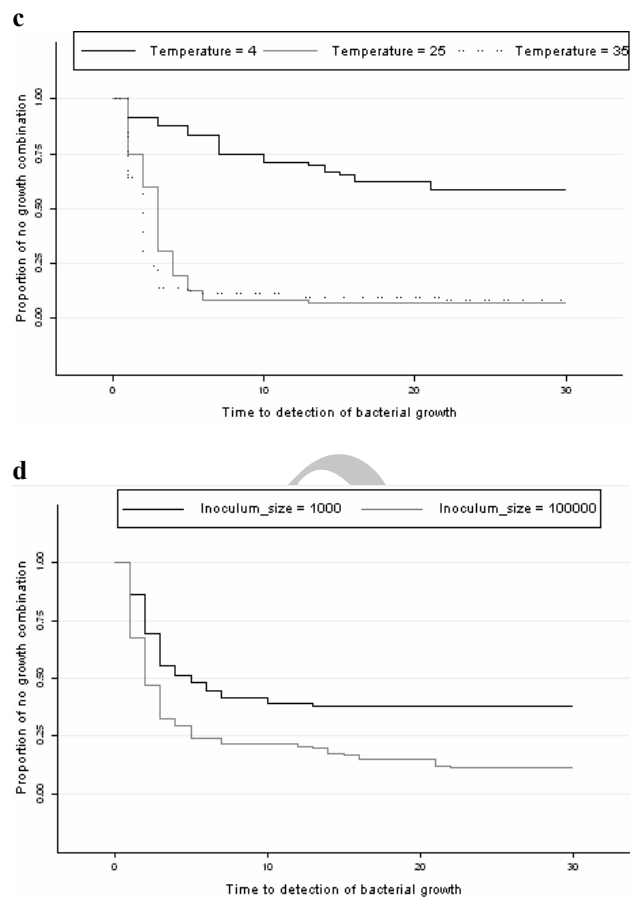 c
Temperature = 4 Temperature = 25 Temperature = 35
1.00
0.75
0.50
0.25
0.00
Proportion of no growth combination
0 10 20 30
Time to detection of bacterial growth
d
Inoculum_size = 1000 Inoculum_size = 100000
1.00
0.75
0.50
0.25
0.00
Proportion of no growth combination
0 10 20 30
Time to detection of bacterial growth